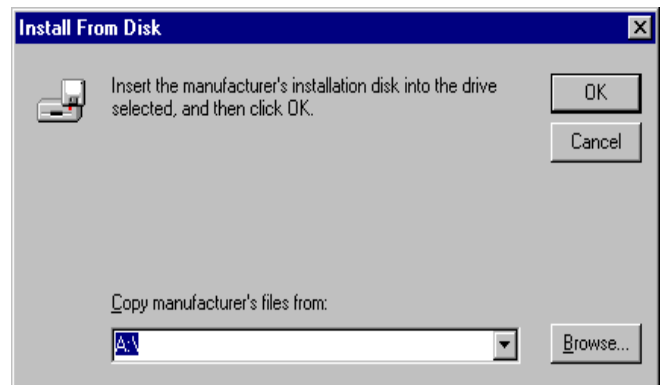 Install From Disk
Insert the manufacturer's installation disk into the drive
selected, and then click OK.
OK
Cancel
Copy manufacturer's files from:
A:\
Browse...